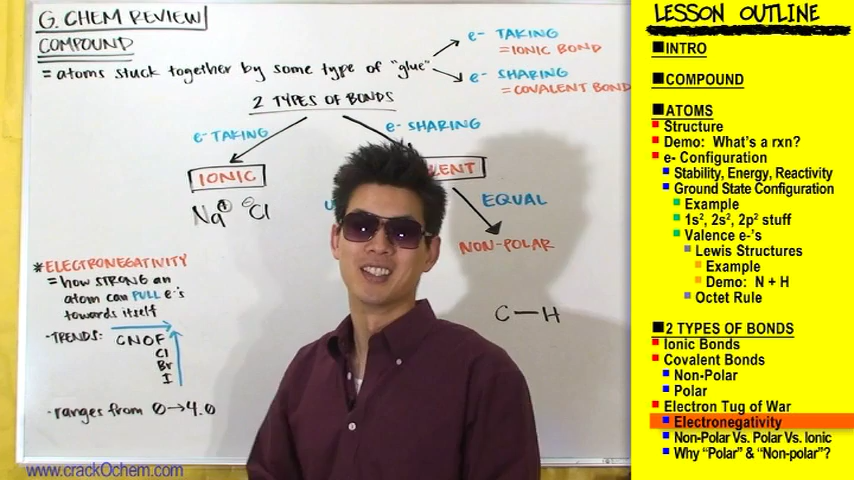 G. CHEM REVIEW
COMPOUND
= atoms stuck together by some type of "glue"
e- TAKING
= IONIC BOND
e- SHARING
= COVALENT BOND
2 TYPES OF BONDS
e- TAKING
e- SHARING
IONIC
LENT
Na⊕ ⊖Cl
U
EQUAL
NON-POLAR
C—H
*ELECTRONEGATIVITY
= how STRONG an
atom can PULL e-'s
towards itself
-TRENDS:
CNOF
Cl
Br
I
-ranges from 0→4.0
www.crackOchem.com
LESSON OUTLINE
INTRO
COMPOUND
ATOMS
Structure
Demo: What's a rxn?
e- Configuration
Stability, Energy, Reactivity
Ground State Configuration
Example
1s², 2s², 2p² stuff
Valence e-'s
Lewis Structures
Example
Demo: N + H
Octet Rule
2 TYPES OF BONDS
Ionic Bonds
Covalent Bonds
Non-Polar
Polar
Electron Tug of War
Electronegativity
Non-Polar Vs. Polar Vs. Ionic
Why "Polar" & "Non-polar"?